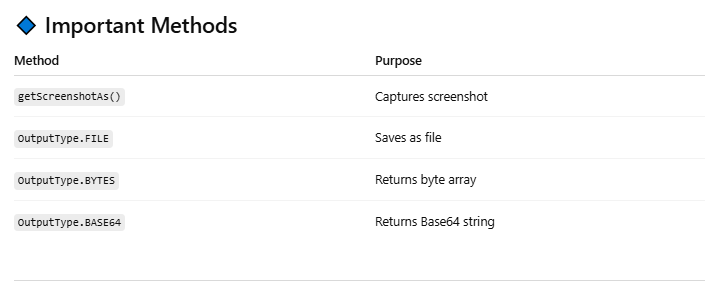 Important Methods
Method Purpose
getScreenshotAs() Captures screenshot
OutputType.FILE Saves as file
OutputType.BYTES Returns byte array
OutputType.BASE64 Returns Base64 string